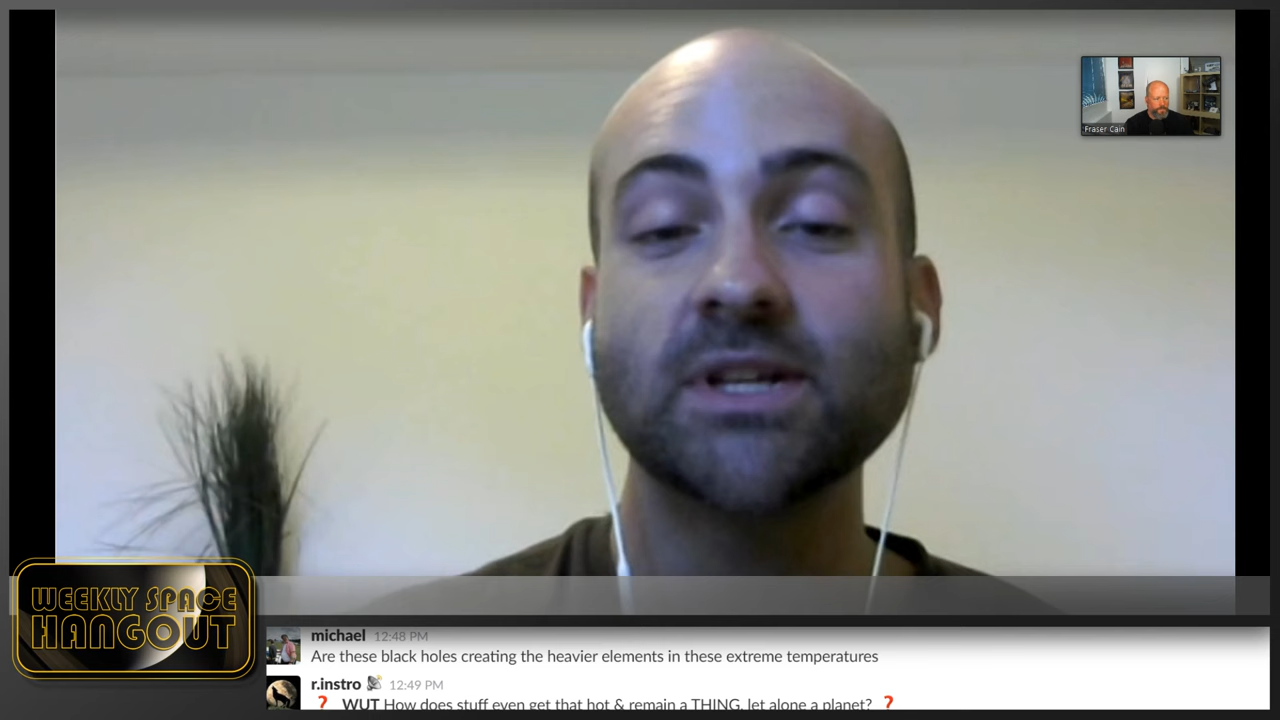 Fraser Cain
WEEKLY SPACE
HANGOUT
michael 12:48 PM
Are these black holes creating the heavier elements in these extreme temperatures
r.instro 12:49 PM
❓ WUT How does stuff even get that hot & remain a THING, let alone a planet? ❓